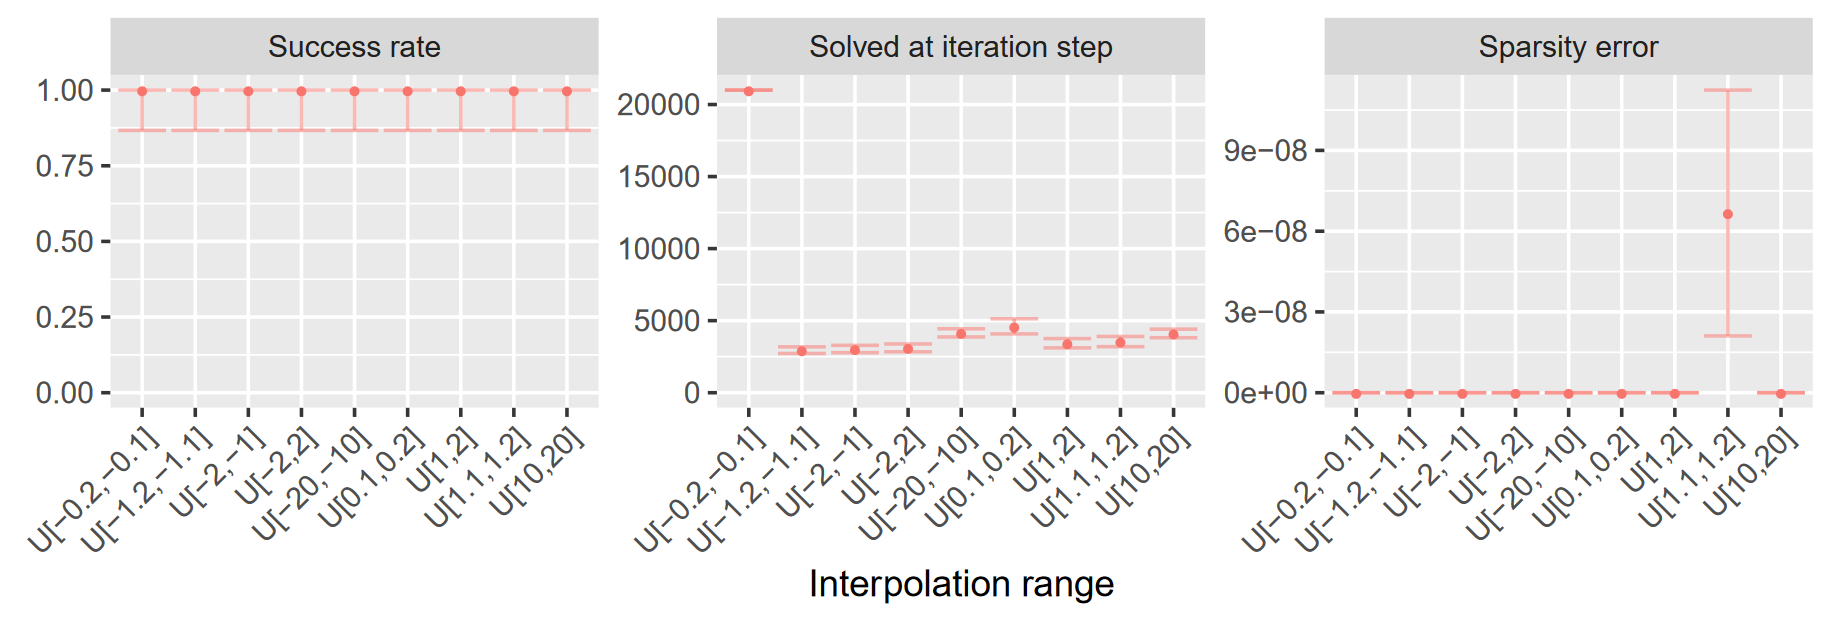 Success rate
Solved at iteration step
Sparsity error
1.00
0.75
0.50
0.25
0.00
20000
15000
10000
5000
0
9e−08
6e−08
3e−08
0e+00
U[−0.2,−0.1]
U[−1.2,−1.1]
U[−2,−1]
U[−2,2]
U[−20,−10]
U[0.1,0.2]
U[1,2]
U[1.1,1.2]
U[10,20]
U[−0.2,−0.1]
U[−1.2,−1.1]
U[−2,−1]
U[−2,2]
U[−20,−10]
U[0.1,0.2]
U[1,2]
U[1.1,1.2]
U[10,20]
U[−0.2,−0.1]
U[−1.2,−1.1]
U[−2,−1]
U[−2,2]
U[−20,−10]
U[0.1,0.2]
U[1,2]
U[1.1,1.2]
U[10,20]
Interpolation range